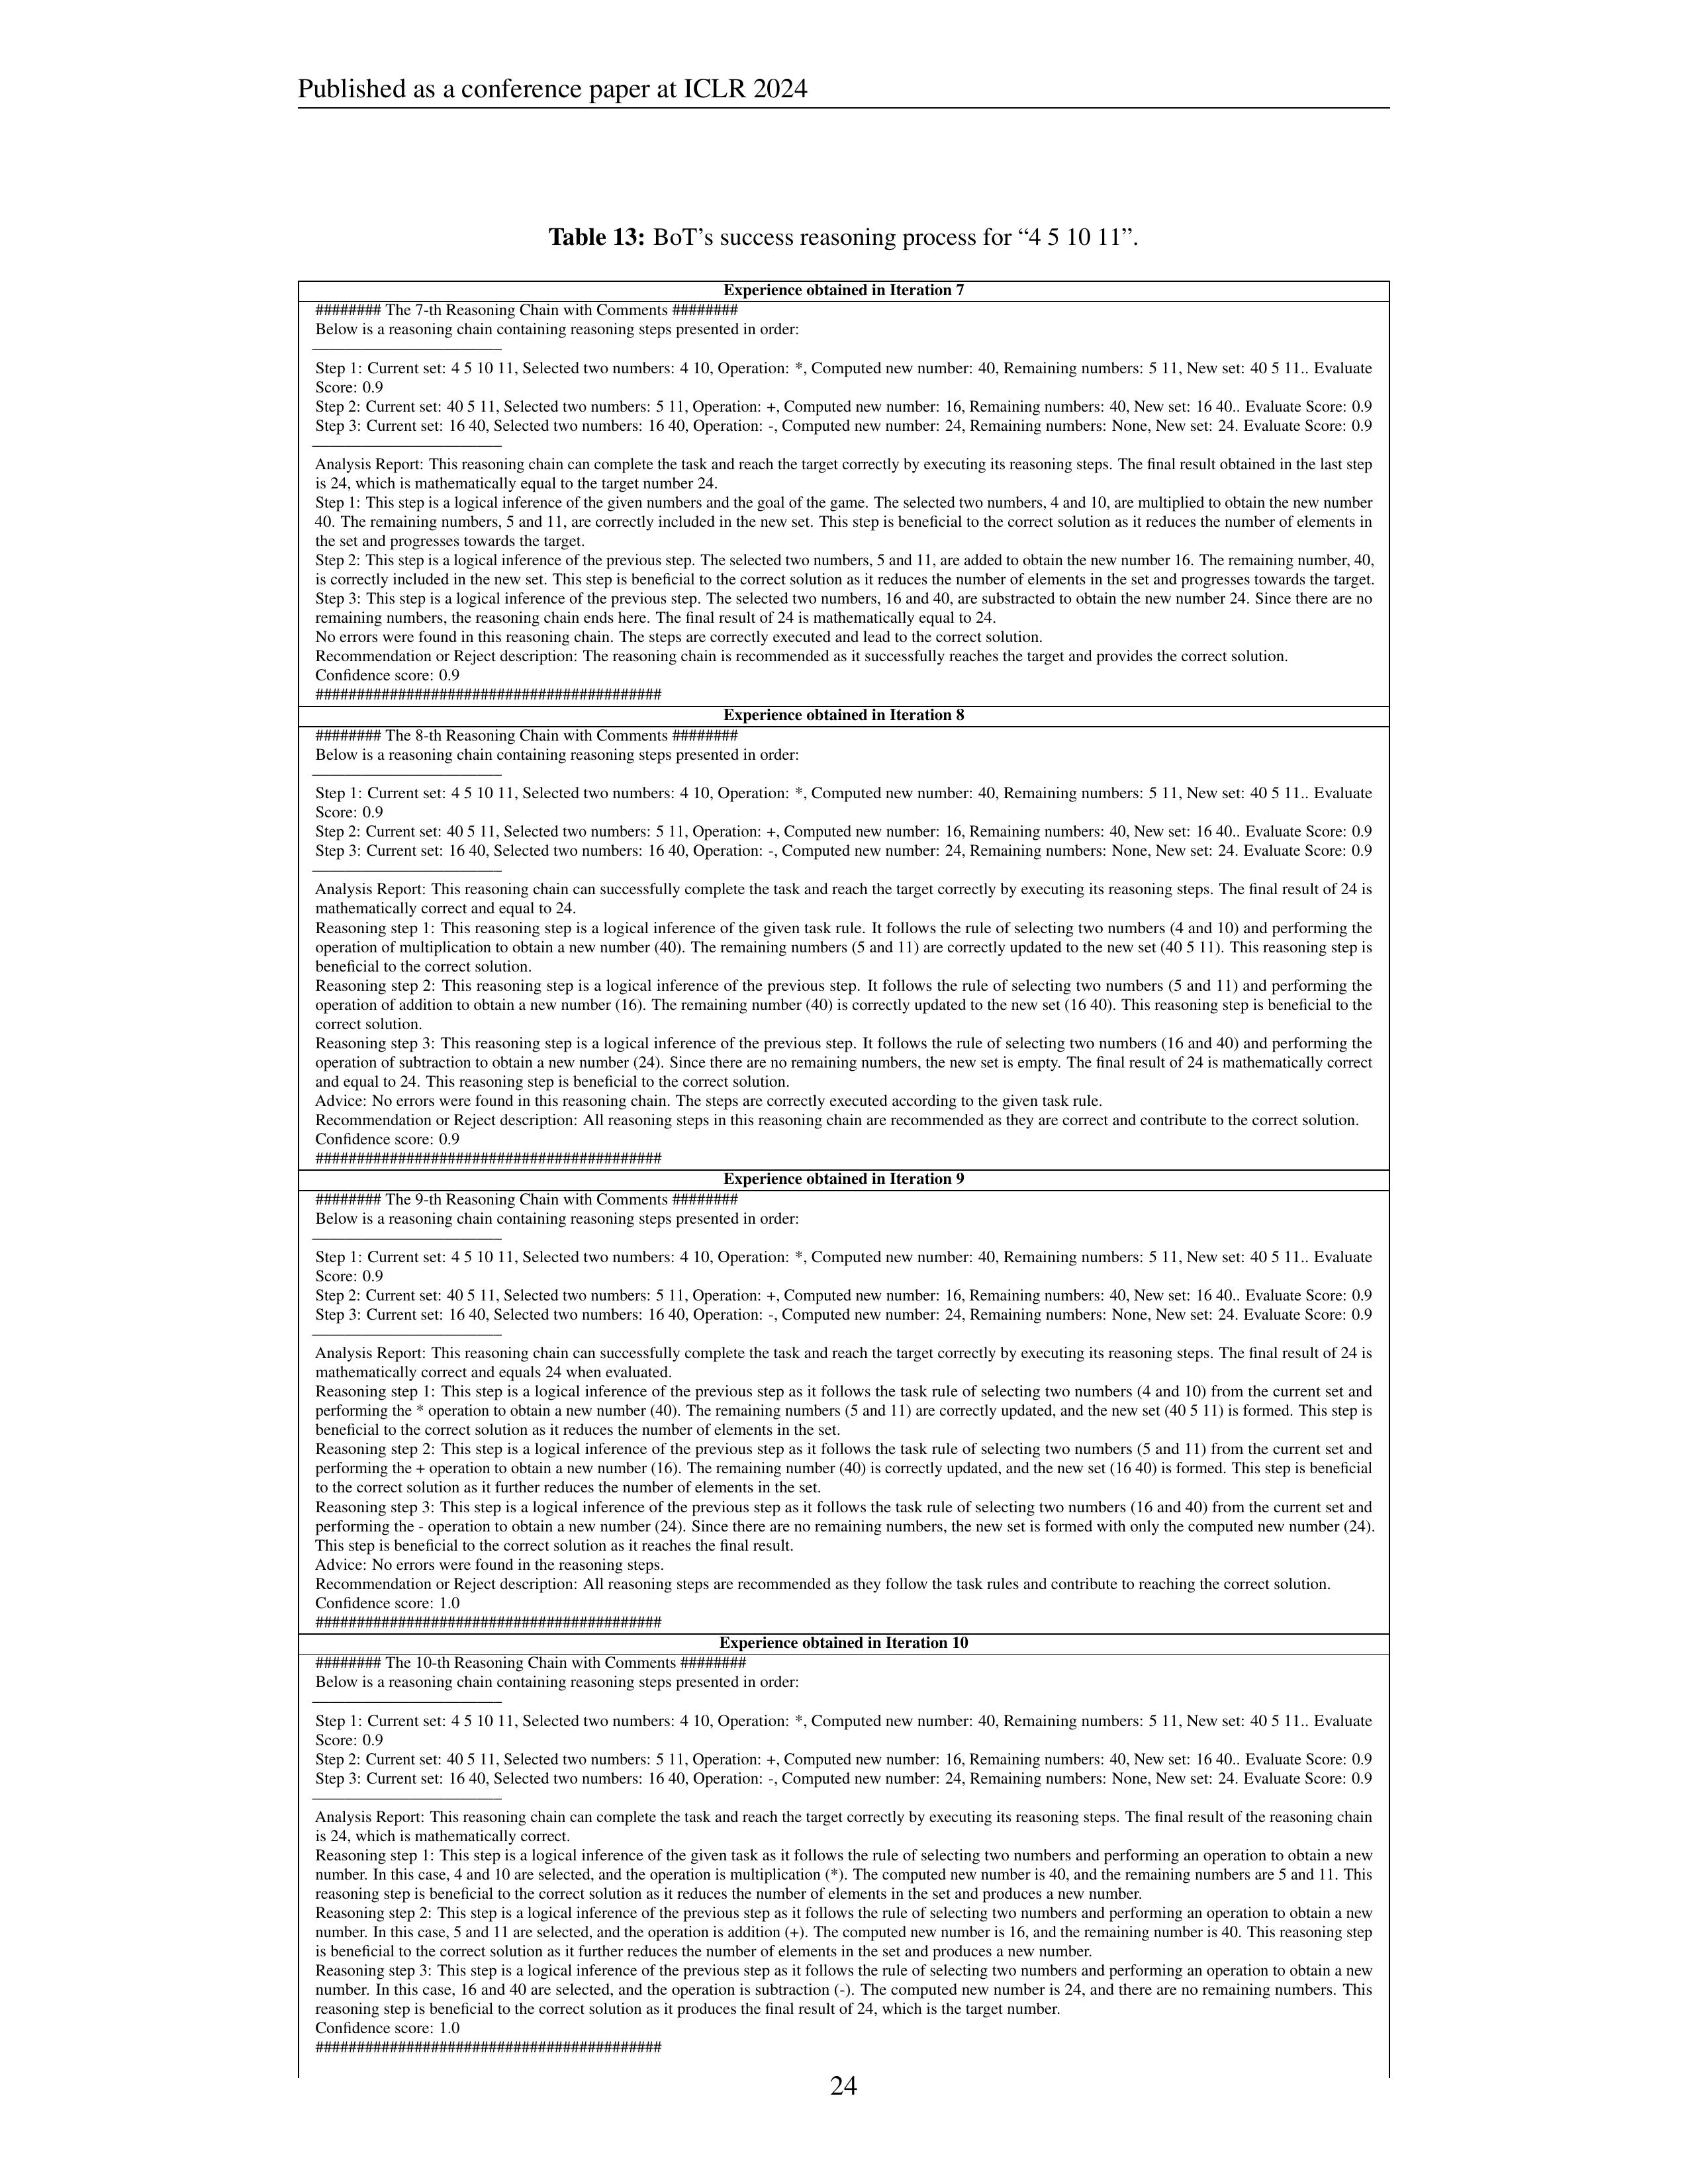 Published as a conference paper at ICLR 2024
Table 13: BoT's success reasoning process for “4 5 10 11”.
Experience obtained in Iteration 7
######## The 7-th Reasoning Chain with Comments ########
Below is a reasoning chain containing reasoning steps presented in order:
Step 1: Current set: 4 5 10 11, Selected two numbers: 4 10, Operation: *, Computed new number: 40, Remaining numbers: 5 11, New set: 40 5 11.. Evaluate
Score: 0.9
Step 2: Current set: 40 5 11, Selected two numbers: 5 11, Operation: +, Computed new number: 16, Remaining numbers: 40, New set: 16 40.. Evaluate Score: 0.9
Step 3: Current set: 16 40, Selected two numbers: 16 40, Operation: -, Computed new number: 24, Remaining numbers: None, New set: 24. Evaluate Score: 0.9
Analysis Report: This reasoning chain can complete the task and reach the target correctly by executing its reasoning steps. The final result obtained in the last step
is 24, which is mathematically equal to the target number 24.
Step 1: This step is a logical inference of the given numbers and the goal of the game. The selected two numbers, 4 and 10, are multiplied to obtain the new number
40. The remaining numbers, 5 and 11, are correctly included in the new set. This step is beneficial to the correct solution as it reduces the number of elements in
the set and progresses towards the target.
Step 2: This step is a logical inference of the previous step. The selected two numbers, 5 and 11, are added to obtain the new number 16. The remaining number, 40,
is correctly included in the new set. This step is beneficial to the correct solution as it reduces the number of elements in the set and progresses towards the target.
Step 3: This step is a logical inference of the previous step. The selected two numbers, 16 and 40, are substracted to obtain the new number 24. Since there are no
remaining numbers, the reasoning chain ends here. The final result of 24 is mathematically equal to 24.
No errors were found in this reasoning chain. The steps are correctly executed and lead to the correct solution.
Recommendation or Reject description: The reasoning chain is recommended as it successfully reaches the target and provides the correct solution.
Confidence score: 0.9
##########################################
Experience obtained in Iteration 8
######## The 8-th Reasoning Chain with Comments ########
Below is a reasoning chain containing reasoning steps presented in order:
Step 1: Current set: 4 5 10 11, Selected two numbers: 4 10, Operation: *, Computed new number: 40, Remaining numbers: 5 11, New set: 40 5 11.. Evaluate
Score: 0.9
Step 2: Current set: 40 5 11, Selected two numbers: 5 11, Operation: +, Computed new number: 16, Remaining numbers: 40, New set: 16 40.. Evaluate Score: 0.9
Step 3: Current set: 16 40, Selected two numbers: 16 40, Operation: -, Computed new number: 24, Remaining numbers: None, New set: 24. Evaluate Score: 0.9
Analysis Report: This reasoning chain can successfully complete the task and reach the target correctly by executing its reasoning steps. The final result of 24 is
mathematically correct and equal to 24.
Reasoning step 1: This reasoning step is a logical inference of the given task rule. It follows the rule of selecting two numbers (4 and 10) and performing the
operation of multiplication to obtain a new number (40). The remaining numbers (5 and 11) are correctly updated to the new set (40 5 11). This reasoning step is
beneficial to the correct solution.
Reasoning step 2: This reasoning step is a logical inference of the previous step. It follows the rule of selecting two numbers (5 and 11) and performing the
operation of addition to obtain a new number (16). The remaining number (40) is correctly updated to the new set (16 40). This reasoning step is beneficial to the
correct solution.
Reasoning step 3: This reasoning step is a logical inference of the previous step. It follows the rule of selecting two numbers (16 and 40) and performing the
operation of subtraction to obtain a new number (24). Since there are no remaining numbers, the new set is empty. The final result of 24 is mathematically correct
and equal to 24. This reasoning step is beneficial to the correct solution.
Advice: No errors were found in this reasoning chain. The steps are correctly executed according to the given task rule.
Recommendation or Reject description: All reasoning steps in this reasoning chain are recommended as they are correct and contribute to the correct solution.
Confidence score: 0.9
##########################################
Experience obtained in Iteration 9
######## The 9-th Reasoning Chain with Comments ########
Below is a reasoning chain containing reasoning steps presented in order:
Step 1: Current set: 4 5 10 11, Selected two numbers: 4 10, Operation: *, Computed new number: 40, Remaining numbers: 5 11, New set: 40 5 11.. Evaluate
Score: 0.9
Step 2: Current set: 40 5 11, Selected two numbers: 5 11, Operation: +, Computed new number: 16, Remaining numbers: 40, New set: 16 40.. Evaluate Score: 0.9
Step 3: Current set: 16 40, Selected two numbers: 16 40, Operation: -, Computed new number: 24, Remaining numbers: None, New set: 24. Evaluate Score: 0.9
Analysis Report: This reasoning chain can successfully complete the task and reach the target correctly by executing its reasoning steps. The final result of 24 is
mathematically correct and equals 24 when evaluated.
Reasoning step 1: This step is a logical inference of the previous step as it follows the task rule of selecting two numbers (4 and 10) from the current set and
performing the * operation to obtain a new number (40). The remaining numbers (5 and 11) are correctly updated, and the new set (40 5 11) is formed. This step is
beneficial to the correct solution as it reduces the number of elements in the set.
Reasoning step 2: This step is a logical inference of the previous step as it follows the task rule of selecting two numbers (5 and 11) from the current set and
performing the + operation to obtain a new number (16). The remaining number (40) is correctly updated, and the new set (16 40) is formed. This step is beneficial
to the correct solution as it further reduces the number of elements in the set.
Reasoning step 3: This step is a logical inference of the previous step as it follows the task rule of selecting two numbers (16 and 40) from the current set and
performing the - operation to obtain a new number (24). Since there are no remaining numbers, the new set is formed with only the computed new number (24).
This step is beneficial to the correct solution as it reaches the final result.
Advice: No errors were found in the reasoning steps.
Recommendation or Reject description: All reasoning steps are recommended as they follow the task rules and contribute to reaching the correct solution.
Confidence score: 1.0
##########################################
Experience obtained in Iteration 10
######## The 10-th Reasoning Chain with Comments ########
Below is a reasoning chain containing reasoning steps presented in order:
Step 1: Current set: 4 5 10 11, Selected two numbers: 4 10, Operation: *, Computed new number: 40, Remaining numbers: 5 11, New set: 40 5 11.. Evaluate
Score: 0.9
Step 2: Current set: 40 5 11, Selected two numbers: 5 11, Operation: +, Computed new number: 16, Remaining numbers: 40, New set: 16 40.. Evaluate Score: 0.9
Step 3: Current set: 16 40, Selected two numbers: 16 40, Operation: -, Computed new number: 24, Remaining numbers: None, New set: 24. Evaluate Score: 0.9
Analysis Report: This reasoning chain can complete the task and reach the target correctly by executing its reasoning steps. The final result of the reasoning chain
is 24, which is mathematically correct.
Reasoning step 1: This step is a logical inference of the given task as it follows the rule of selecting two numbers and performing an operation to obtain a new
number. In this case, 4 and 10 are selected, and the operation is multiplication (*). The computed new number is 40, and the remaining numbers are 5 and 11. This
reasoning step is beneficial to the correct solution as it reduces the number of elements in the set and produces a new number.
Reasoning step 2: This step is a logical inference of the previous step as it follows the rule of selecting two numbers and performing an operation to obtain a new
number. In this case, 5 and 11 are selected, and the operation is addition (+). The computed new number is 16, and the remaining number is 40. This reasoning step
is beneficial to the correct solution as it further reduces the number of elements in the set and produces a new number.
Reasoning step 3: This step is a logical inference of the previous step as it follows the rule of selecting two numbers and performing an operation to obtain a new
number. In this case, 16 and 40 are selected, and the operation is subtraction (-). The computed new number is 24, and there are no remaining numbers. This
reasoning step is beneficial to the correct solution as it produces the final result of 24, which is the target number.
Confidence score: 1.0
##########################################
24